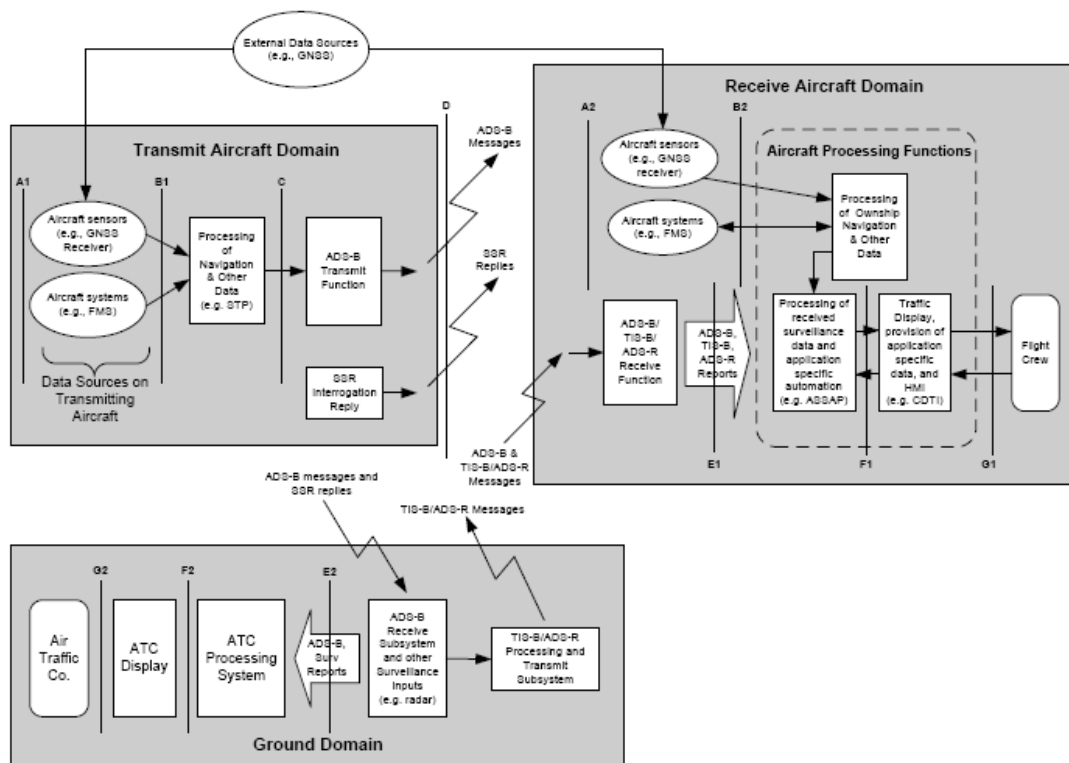 External Data Sources
(e.g., GNSS)
Transmit Aircraft Domain
A1
B1
C
D
Aircraft sensors
(e.g., GNSS
Receiver)
Aircraft systems
(e.g., FMS)
Processing
of
Navigation
& Other
Data
(e.g. STP)
ADS-B
Transmit
Function
SSR
Interrogation
Reply
Data Sources on
Transmitting
Aircraft
ADS-B
Messages
SSR
Replies
Receive Aircraft Domain
A2
B2
Aircraft sensors
(e.g., GNSS
receiver)
Aircraft systems
(e.g., FMS)
Aircraft Processing Functions
Processing
of Ownship
Navigation
& Other
Data
ADS-B/
TIS-B/
ADS-R
Receive
Function
ADS-B,
TIS-B,
ADS-R
Reports
Processing of
received
surveillance
data and
application
specific
automation
(e.g. ASSAP)
Traffic
Display,
provision of
application
specific
data, and
HMI
(e.g. CDTI)
Flight
Crew
E1
F1
G1
ADS-B &
TIS-B/ADS-R
Messages
ADS-B messages and
SSR replies
TIS-B/ADS-R Messages
G2
F2
E2
Air
Traffic
Co.
ATC
Display
ATC
Processing
System
ADS-B,
Surv
Reports
ADS-B
Receive
Subsystem
and other
Surveillance
Inputs
(e.g. radar)
TIS-B/ADS-R
Processing and
Transmit
Subsystem
Ground Domain